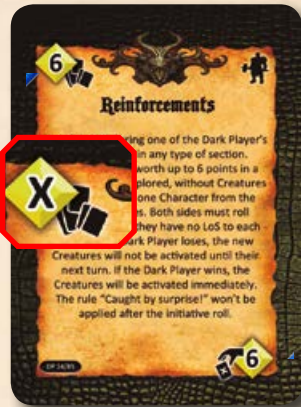 6
Reinforcements
ring one of the Dark Player's
in any type of section.
worth up to 6 points in a
plored, without Creatures
one Character from the
s. Both sides must roll
they have no LoS to each
ark Player loses, the new
Creatures will not be activated until their
next turn. If the Dark Player wins, the
Creatures will be activated immediately.
The rule "Caught by surprise!" won't be
applied after the initiative roll.
X
6